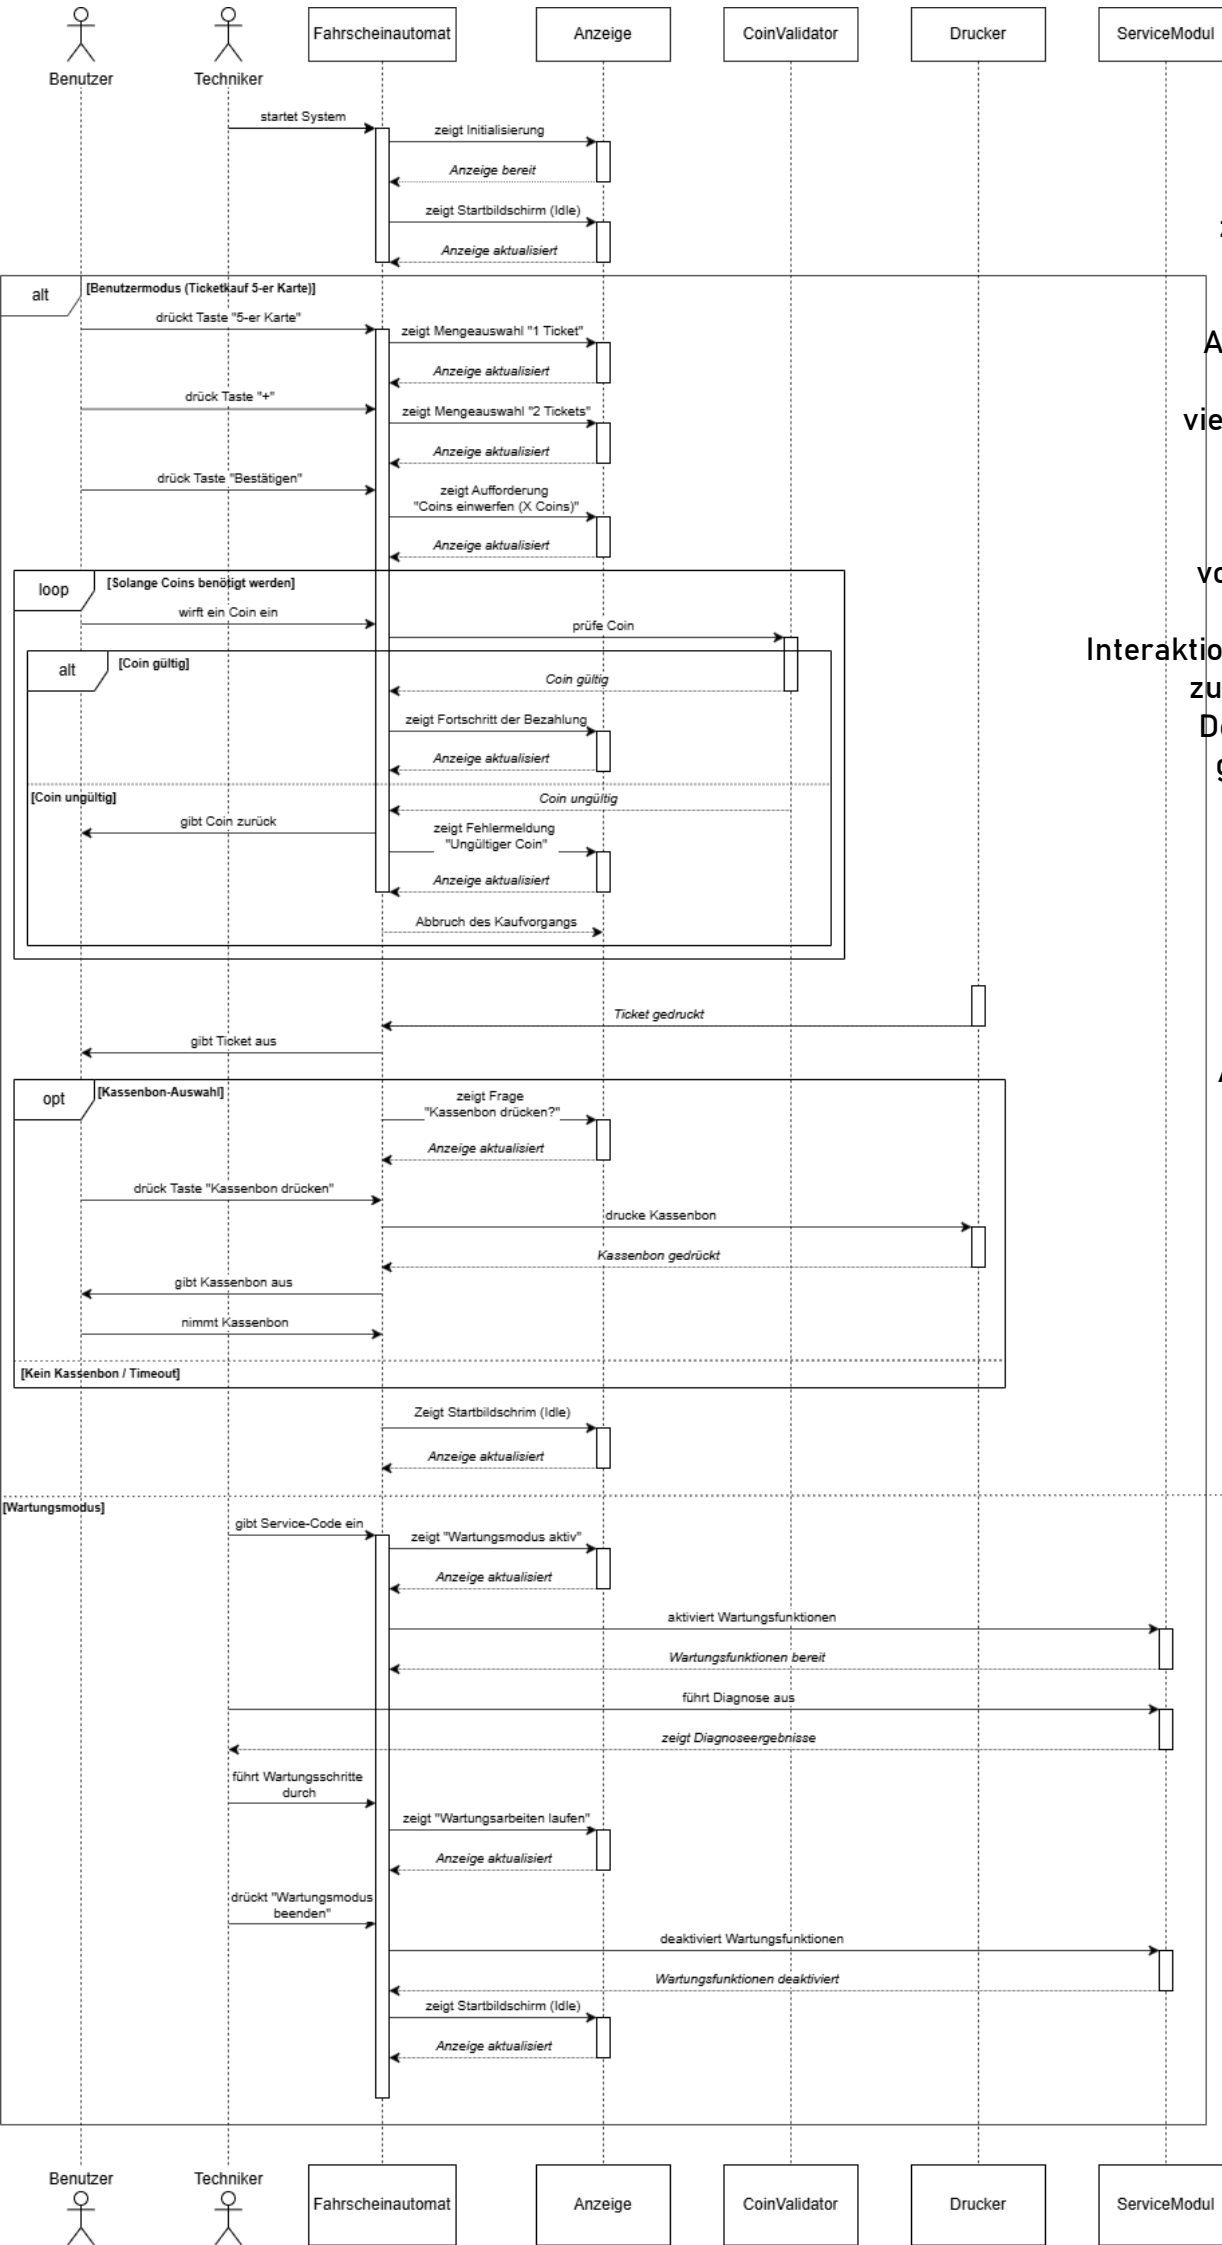 Benutzer
Techniker
Fahrscheinautomat
Anzeige
CoinValidator
Drucker
ServiceModul
startet System
zeigt Initialisierung
Anzeige bereit
zeigt Startbildschirm (Idle)
Anzeige aktualisiert
alt
[Benutzermodus (Ticketkauf 5-er Karte)]
drückt Taste "5-er Karte"
zeigt Mengeauswahl "1 Ticket"
Anzeige aktualisiert
drück Taste "+"
zeigt Mengeauswahl "2 Tickets"
Anzeige aktualisiert
drück Taste "Bestätigen"
zeigt Aufforderung
"Coins einwerfen (X Coins)"
Anzeige aktualisiert
loop
[Solange Coins benötigt werden]
wirft ein Coin ein
prüfe Coin
alt
[Coin gültig]
Coin gültig
zeigt Fortschritt der Bezahlung
Anzeige aktualisiert
[Coin ungültig]
Coin ungültig
gibt Coin zurück
zeigt Fehlermeldung
"Ungültiger Coin"
Anzeige aktualisiert
Abbruch des Kaufvorgangs
Ticket gedruckt
gibt Ticket aus
opt
[Kassenbon-Auswahl]
zeigt Frage
"Kassenbon drücken?"
Anzeige aktualisiert
drück Taste "Kassenbon drücken"
drucke Kassenbon
Kassenbon gedrückt
gibt Kassenbon aus
nimmt Kassenbon
[Kein Kassenbon / Timeout]
Zeigt Startbildschrim (Idle)
Anzeige aktualisiert
[Wartungsmodus]
gibt Service-Code ein
zeigt "Wartungsmodus aktiv"
Anzeige aktualisiert
aktiviert Wartungsfunktionen
Wartungsfunktionen bereit
führt Diagnose aus
zeigt Diagnoseergebnisse
führt Wartungsschritte
durch
zeigt "Wartungsarbeiten laufen"
Anzeige aktualisiert
drückt "Wartungsmodus
beenden"
deaktiviert Wartungsfunktionen
Wartungsfunktionen deaktiviert
zeigt Startbildschirm (Idle)
Anzeige aktualisiert
Benutzer
Techniker
Fahrscheinautomat
Anzeige
CoinValidator
Drucker
ServiceModul
vie
Interaktio
zu